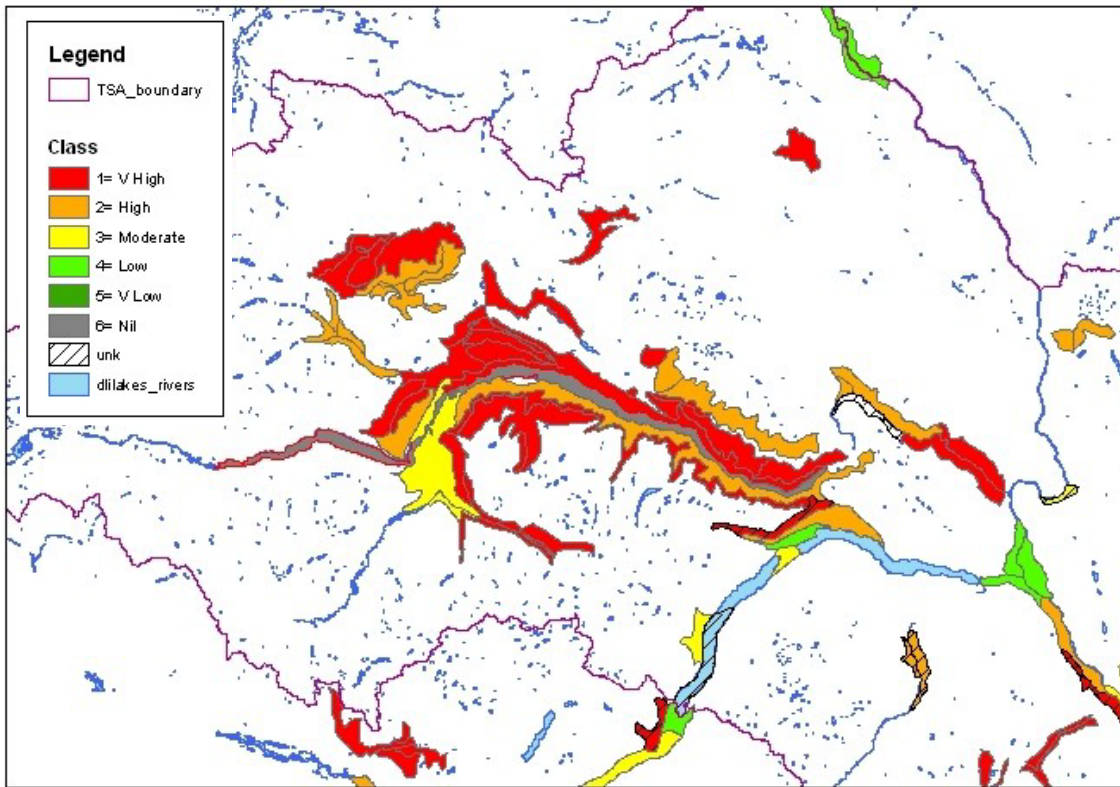 Legend
TSA_boundary
Class
1= V High
2= High
3= Moderate
4= Low
5= V Low
6= Nil
unk
dlilakes_rivers